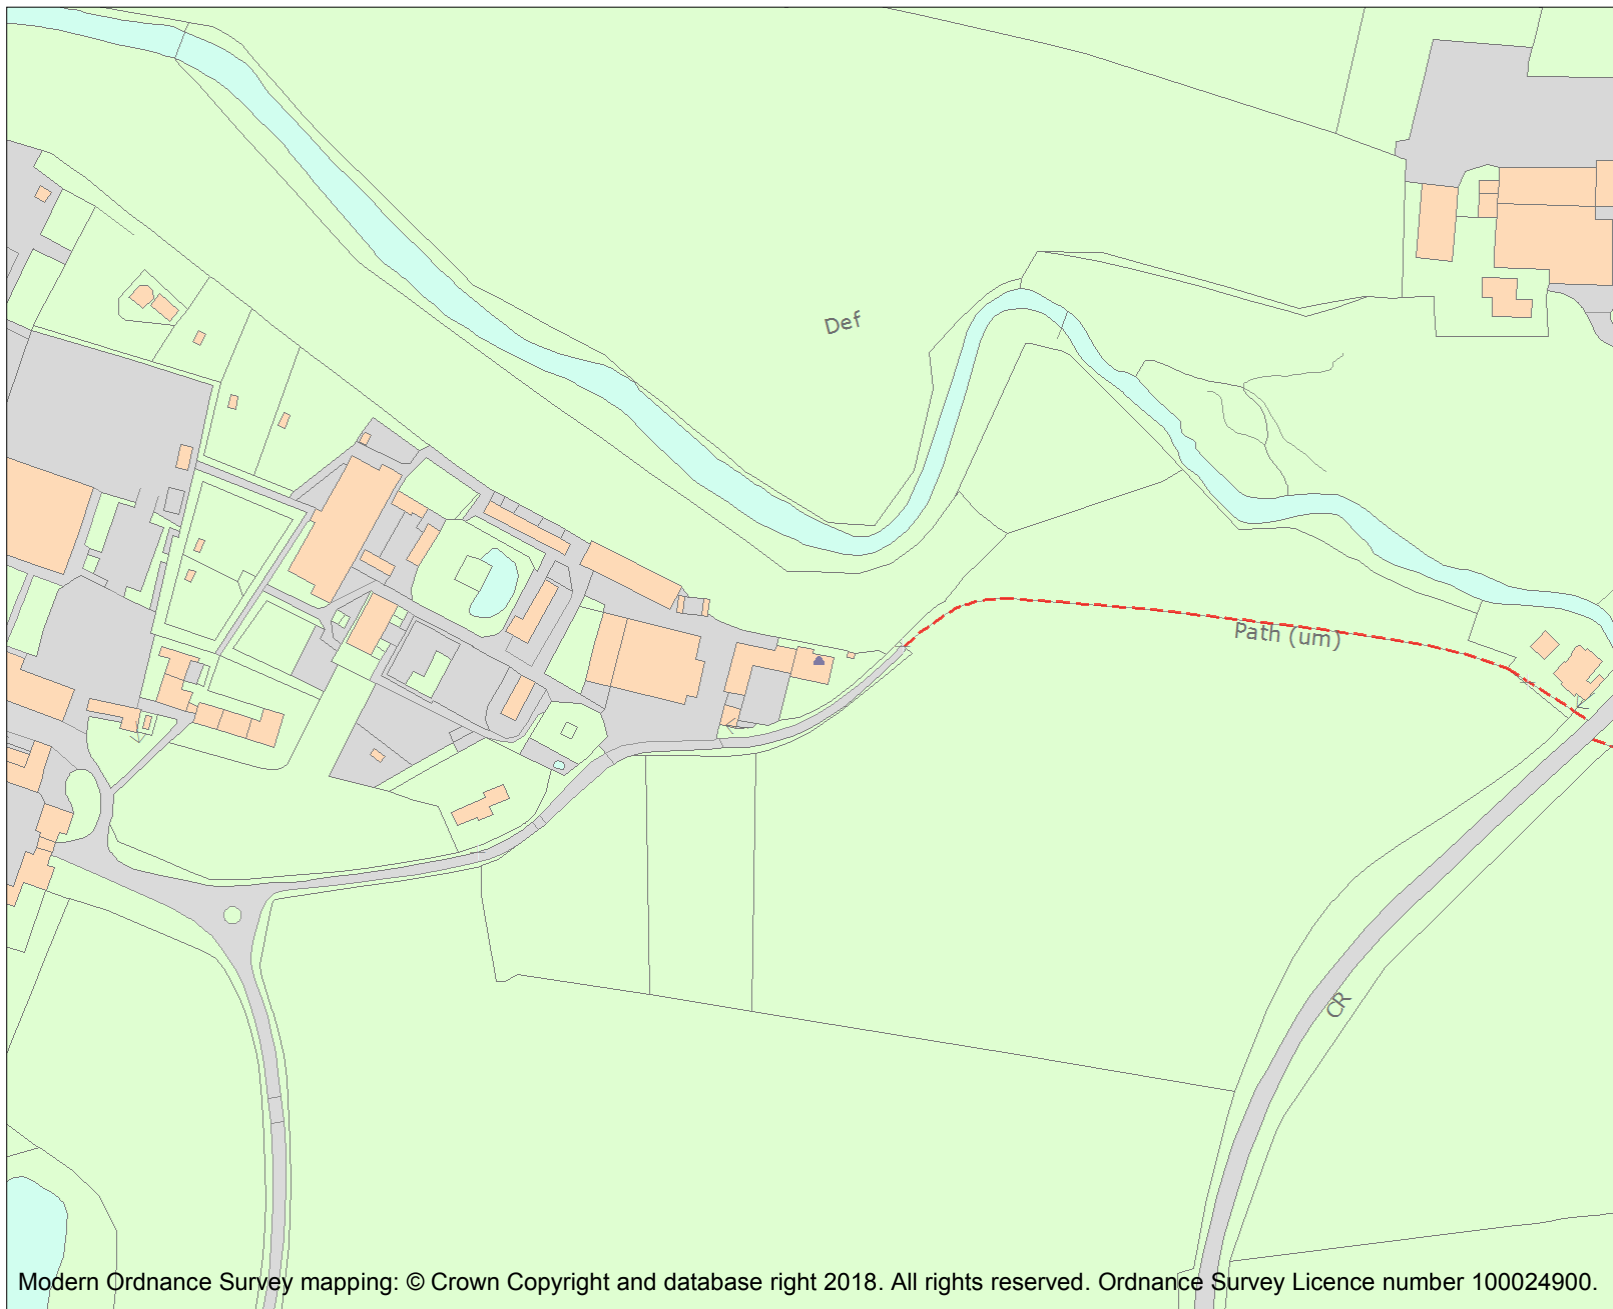 Def
Path (um)
CR
Modern Ordnance Survey mapping: © Crown Copyright and database right 2018. All rights reserved. Ordnance Survey Licence number 100024900.